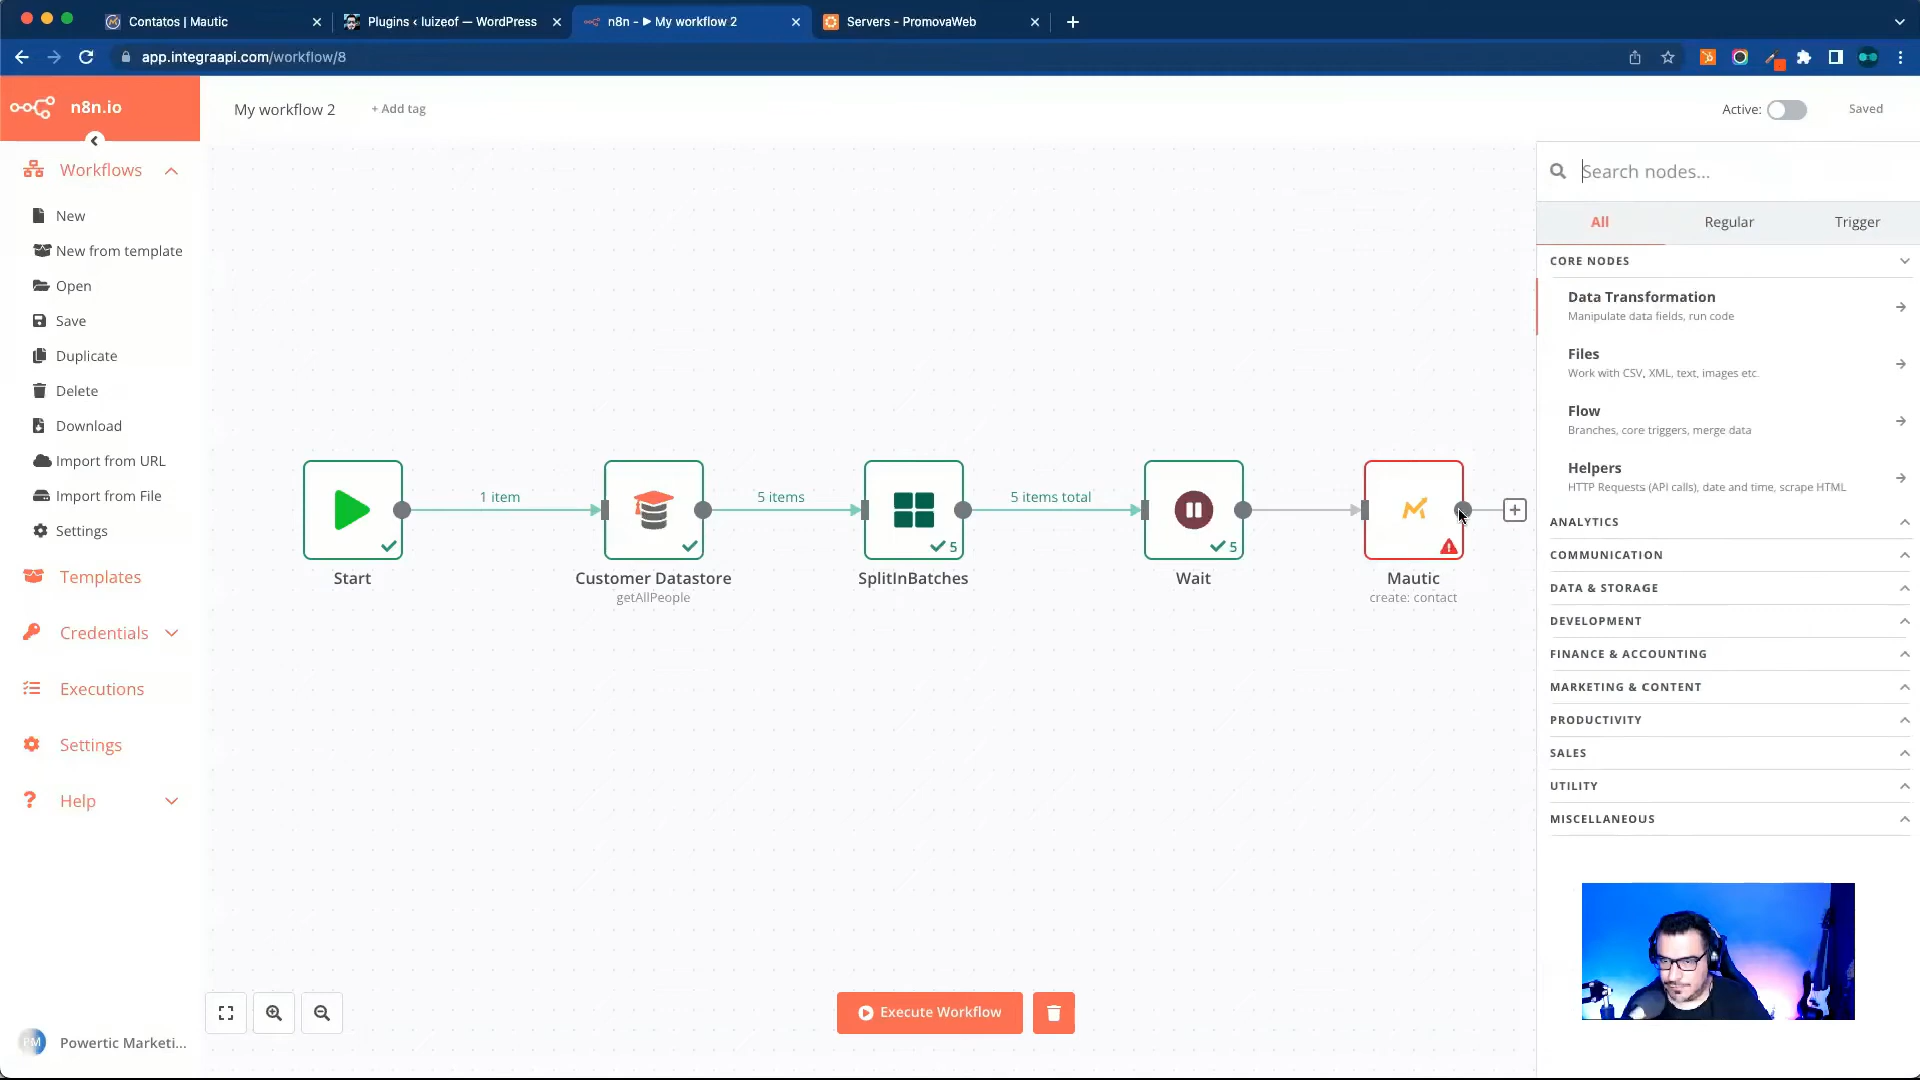 Contatos | Mautic
Plugins ‹ luizeof — WordPress
n8n - ▶ My workflow 2
Servers - PromovaWeb
app.integraapi.com/workflow/8
n8n.io
My workflow 2
+ Add tag
Active:
Saved
Workflows
New
New from template
Open
Save
Duplicate
Delete
Download
Import from URL
Import from File
Settings
Templates
Credentials
Executions
Settings
Help
PM
Powertic Marketi...
1 item
5 items
5 items total
5
5
Start
Customer Datastore
getAllPeople
SplitInBatches
Wait
Mautic
create: contact
Execute Workflow
Search nodes...
All
Regular
Trigger
CORE NODES
Data Transformation
Manipulate data fields, run code
Files
Work with CSV, XML, text, images etc.
Flow
Branches, core triggers, merge data
Helpers
HTTP Requests (API calls), date and time, scrape HTML
ANALYTICS
COMMUNICATION
DATA & STORAGE
DEVELOPMENT
FINANCE & ACCOUNTING
MARKETING & CONTENT
PRODUCTIVITY
SALES
UTILITY
MISCELLANEOUS